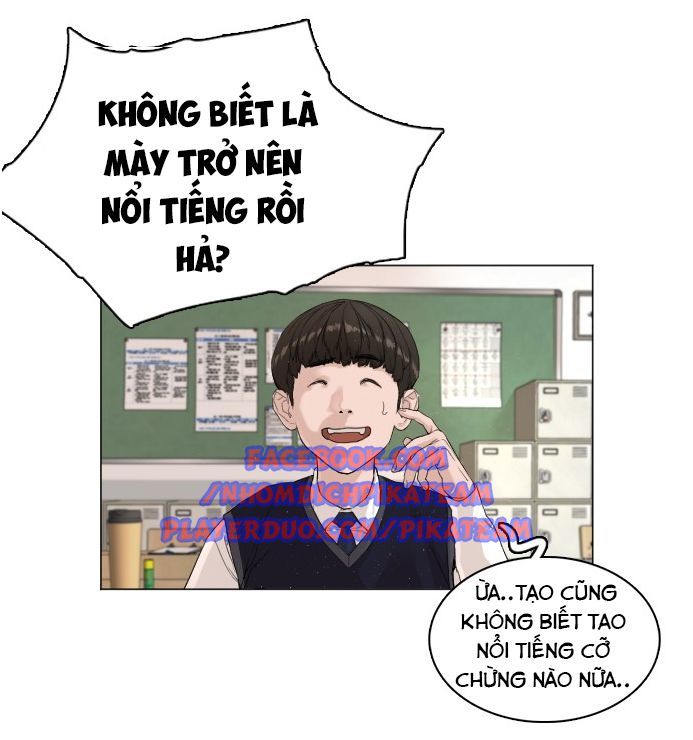 KHÔNG BIẾT LÀ
MÀY TRỞ NÊN
NỔI TIẾNG RỒI
HẢ?
FACEBOOK.COM
/NHOMDICHPIKATEAM
PLAYERDUO.COM/PIKATEAM
ỪA..TẠO CŨNG
KHÔNG BIẾT TAO
NỔI TIẾNG CỠ
CHỪNG NÀO NỮA..